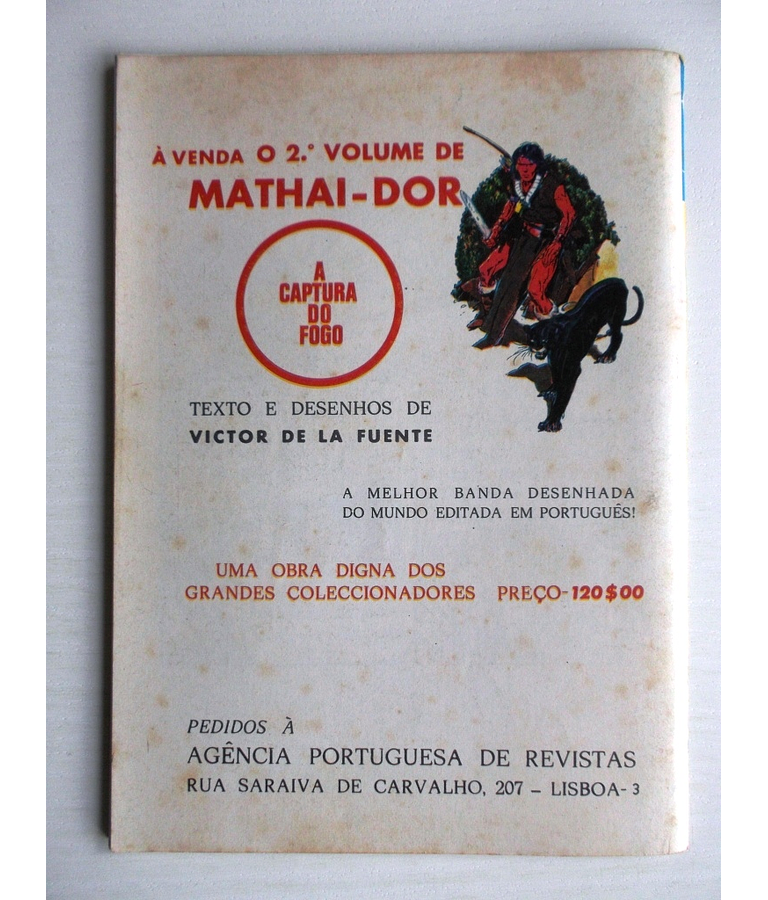 À VENDA O 2.º VOLUME DE
MATHAI-DOR
A
CAPTURA
DO
FOGO
TEXTO E DESENHOS DE
VICTOR DE LA FUENTE
A MELHOR BANDA DESENHADA
DO MUNDO EDITADA EM PORTUGUÊS!
UMA OBRA DIGNA DOS
GRANDES COLECCIONADORES PREÇO-120$00
PEDIDOS À
AGÊNCIA PORTUGUESA DE REVISTAS
RUA SARAIVA DE CARVALHO, 207 – LISBOA-3